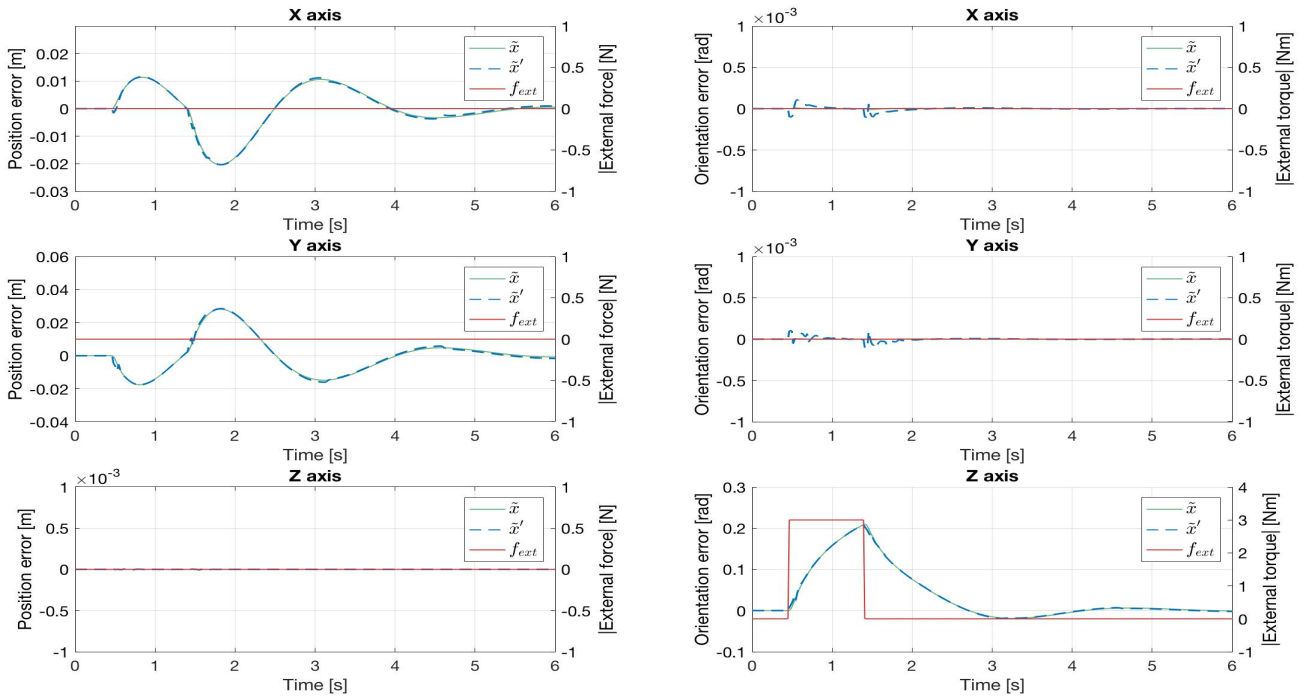 X axis
Position error [m]
0.02
0.01
0
-0.01
-0.02
-0.03
1
0.5
0
-0.5
-1
|External force| [N]
x̃
x̃′
f_ext
0 1 2 3 4 5 6
Time [s]
X axis
×10⁻³
Orientation error [rad]
1
0.5
0
-0.5
-1
1
0.5
0
-0.5
-1
|External torque| [Nm]
x̃
x̃′
f_ext
0 1 2 3 4 5 6
Time [s]
Y axis
Position error [m]
0.06
0.04
0.02
0
-0.02
-0.04
1
0.5
0
-0.5
-1
|External force| [N]
x̃
x̃′
f_ext
0 1 2 3 4 5 6
Time [s]
Y axis
×10⁻³
Orientation error [rad]
1
0.5
0
-0.5
-1
1
0.5
0
-0.5
-1
|External torque| [Nm]
x̃
x̃′
f_ext
0 1 2 3 4 5 6
Time [s]
Z axis
×10⁻³
Position error [m]
1
0.5
0
-0.5
-1
1
0.5
0
-0.5
-1
|External force| [N]
x̃
x̃′
f_ext
0 1 2 3 4 5 6
Time [s]
Z axis
Orientation error [rad]
0.3
0.2
0.1
0
-0.1
4
3
2
1
0
-1
|External torque| [Nm]
x̃
x̃′
f_ext
0 1 2 3 4 5 6
Time [s]